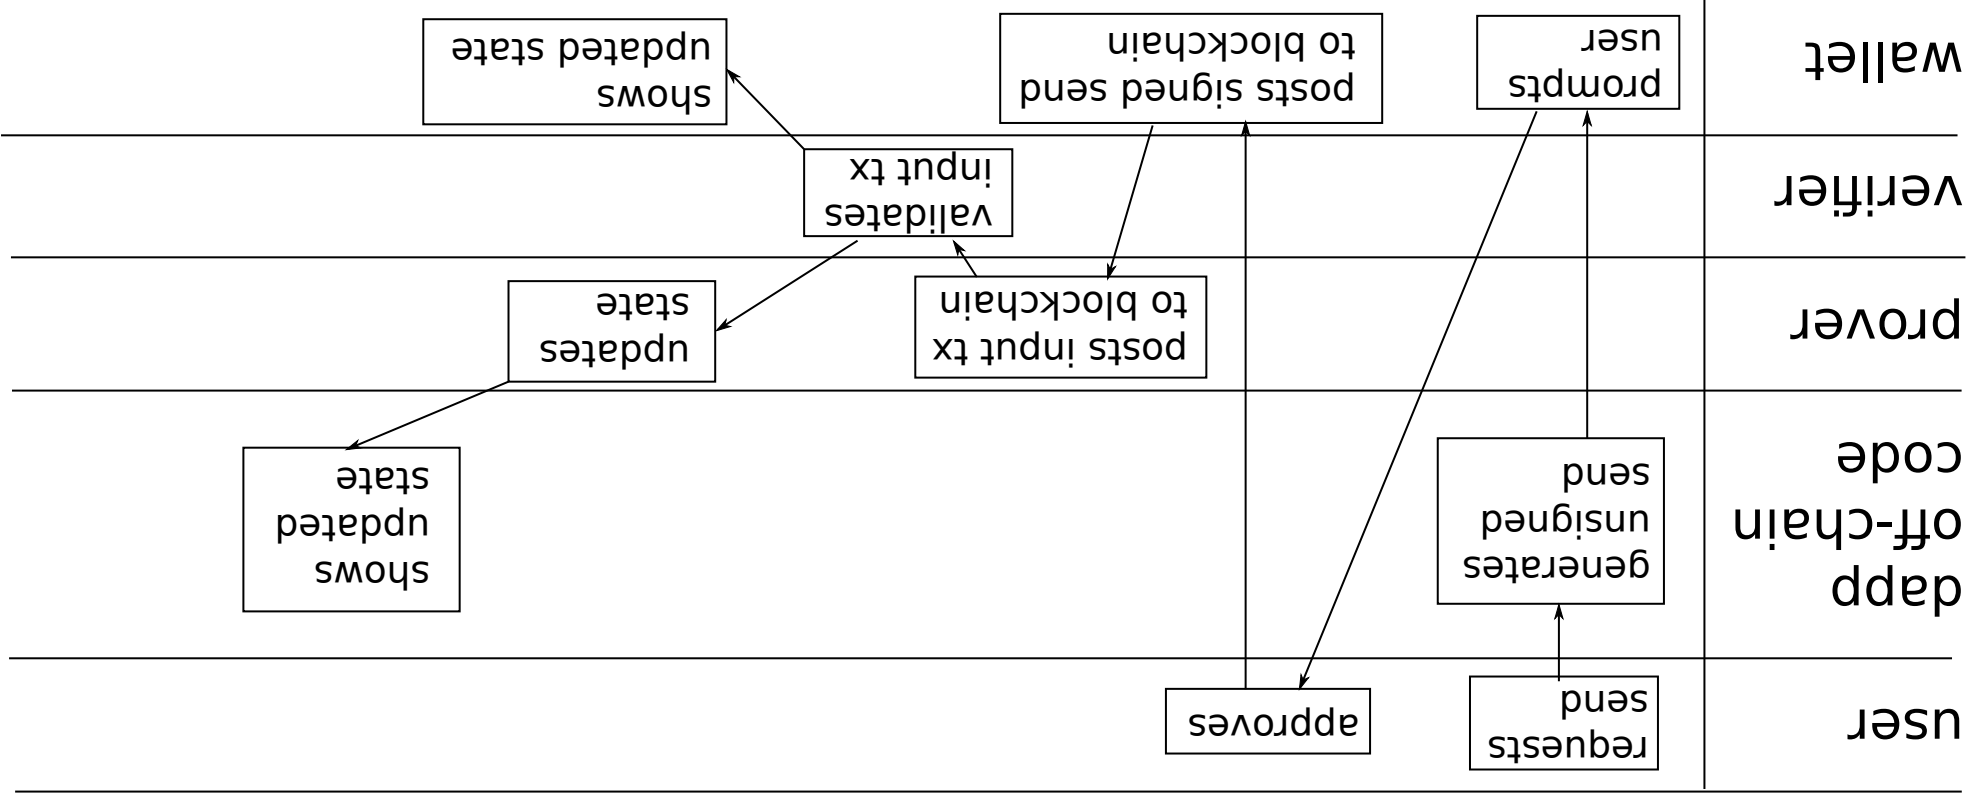 user
requests
send
approves
dapp
off-chain
code
generates
unsigned
send
shows
updated
state
prover
posts input tx
to blockchain
updates
state
verifier
validates
input tx
wallet
prompts
user
posts signed send
to blockchain
shows
updated state